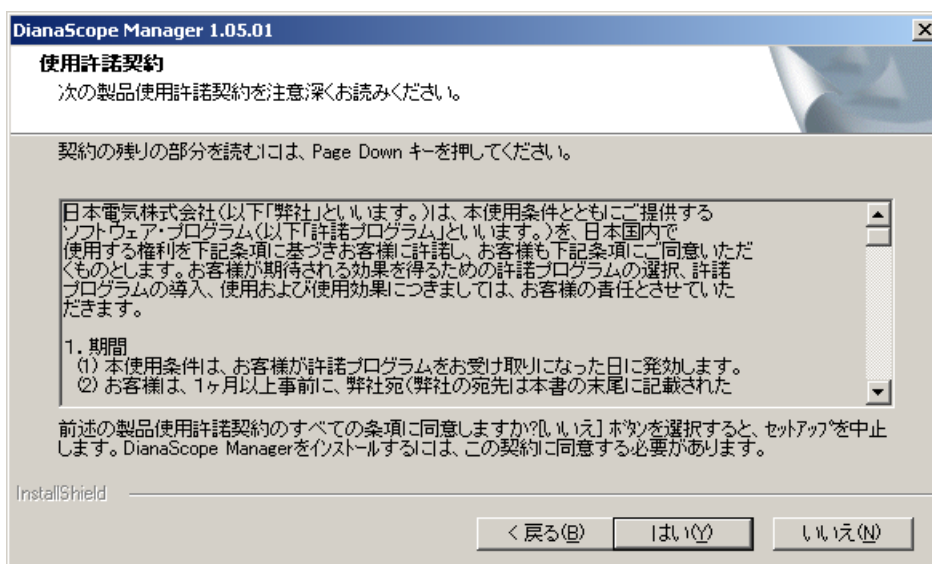 DianaScope Manager 1.05.01
使用許諾契約
次の製品使用許諾契約を注意深くお読みください。
契約の残りの部分を読むには、Page Down キーを押してください。
日本電気株式会社(以下「弊社」といいます。)は、本使用条件とともにご提供する
ソフトウェア・プログラム(以下「許諾プログラム」といいます。)を、日本国内で
使用する権利を下記条項に基づきお客様に許諾し、お客様も下記条項にご同意いただ
くものとします。お客様が期待される効果を得るための許諾プログラムの選択、許諾
プログラムの導入、使用および使用効果につきましては、お客様の責任とさせていた
だきます。
1. 期間
(1) 本使用条件は、お客様が許諾プログラムをお受け取りになった日に発効します。
(2) お客様は、1ヶ月以上事前に、弊社宛(弊社の宛先は本書の末尾に記載された
前述の製品使用許諾契約のすべての条項に同意しますか?[いいえ] ボタンを選択すると、セットアップを中止
します。DianaScope Managerをインストールするには、この契約に同意する必要があります。
InstallShield
< 戻る(B)
はい(Y)
いいえ(N)